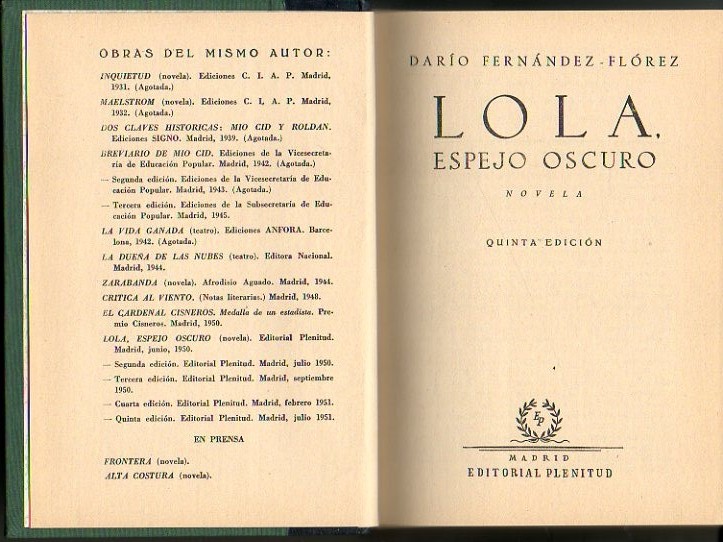 OBRAS DEL MISMO AUTOR:
INQUIETUD (novela). Ediciones C. I. A. P. Madrid,
1931. (Agotada.)
MAELSTROM (novela). Ediciones C. I, A. P. Madrid,
1932. (Agotada.)
DOS CLAVES HISTORICAS: MIO CID Y ROLDAN.
Ediciones SIGNO. Madrid, 1939. (Agotada.)
BREVIARIO DE MIO CID. Ediciones de la Vicesecreta-
ría de Educación Popular. Madrid, 1942. (Agotada.)
— Segunda edición. Ediciones de la Vicesecretaría de Edu-
cación Popular. Madrid, 1943. (Agotada.)
— Tercera edición. Ediciones de la Subsecretaría de Edu-
cación Popular. Madrid, 1945.
LA VIDA GANADA (teatro). Ediciones ANFORA. Barce-
lona, 1942. (Agotada.)
LA DUEÑA DE LAS NUBES (teatro). Editora Nacional.
Madrid, 1944.
ZARABANDA (novela). Afrodisio Aguado. Madrid, 1944.
CRITICA AL VIENTO. (Notas literarias.) Madrid, 1948.
EL CARDENAL CISNEROS. Medalla de un estadista. Pre-
mio Cisneros. Madrid, 1950.
LOLA, ESPEJO OSCURO (novela). Editorial Plenitud.
Madrid, junio, 1950.
— Segunda edición. Editorial Plenitud. Madrid, julio 1950.
— Tercera edición. Editorial Plenitud. Madrid, septiembre
1950.
— Cuarta edición. Editorial Plenitud. Madrid, febrero 1951.
— Quinta edición. Editorial Plenitud. Madrid, julio 1951.
EN PRENSA
FRONTERA (novela).
ALTA COSTURA (novela).
DARÍO FERNÁNDEZ-FLÓREZ
LOLA,
ESPEJO OSCURO
NOVELA
QUINTA EDICIÓN
EP
MADRID
EDITORIAL PLENITUD